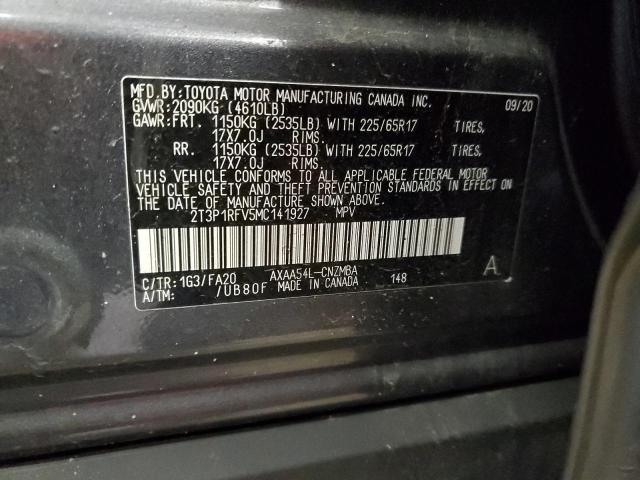 MFD.BY:TOYOTA MOTOR MANUFACTURING CANADA INC.
GVWR:2090KG (4610LB) 09/20
GAWR:FRT. 1150KG (2535LB) WITH 225/65R17 TIRES,
17X7.0J RIMS,
RR. 1150KG (2535LB) WITH 225/65R17 TIRES,
17X7.0J RIMS.
THIS VEHICLE CONFORMS TO ALL APPLICABLE FEDERAL MOTOR
VEHICLE SAFETY AND THEFT PREVENTION STANDARDS IN EFFECT ON
THE DATE OF MANUFACTURE SHOWN ABOVE.
2T3P1RFV5MC141927 MPV
C/TR:1G3/FA20 AXAA54L-CNZMBA A
A/TM: /UB80F MADE IN CANADA 148